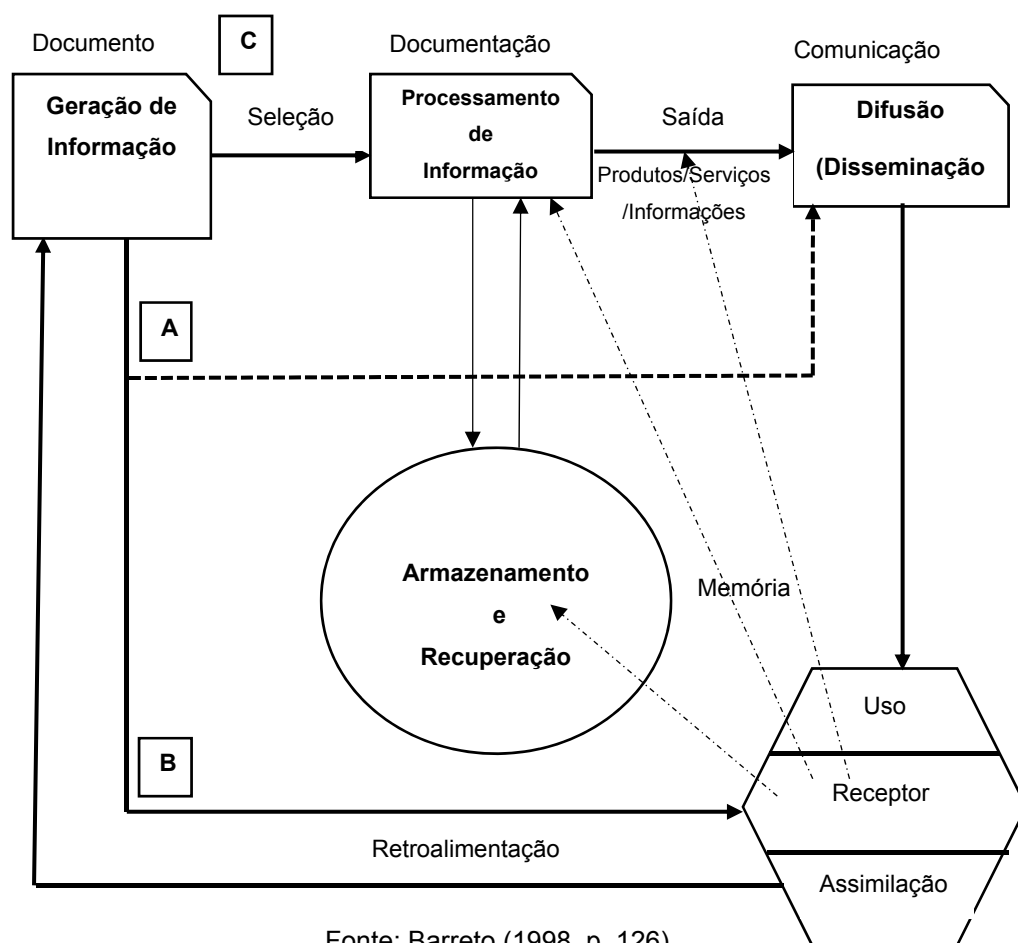 Documento
C
Documentação
Comunicação
Geração de
Informação
Seleção
Processamento
de
Informação
Saída
Produtos/Serviços
/Informações
Difusão
(Disseminação
A
Armazenamento
e
Recuperação
Memória
Uso
B
Receptor
Retroalimentação
Assimilação
Fonte: Barreto (1998, p. 126)